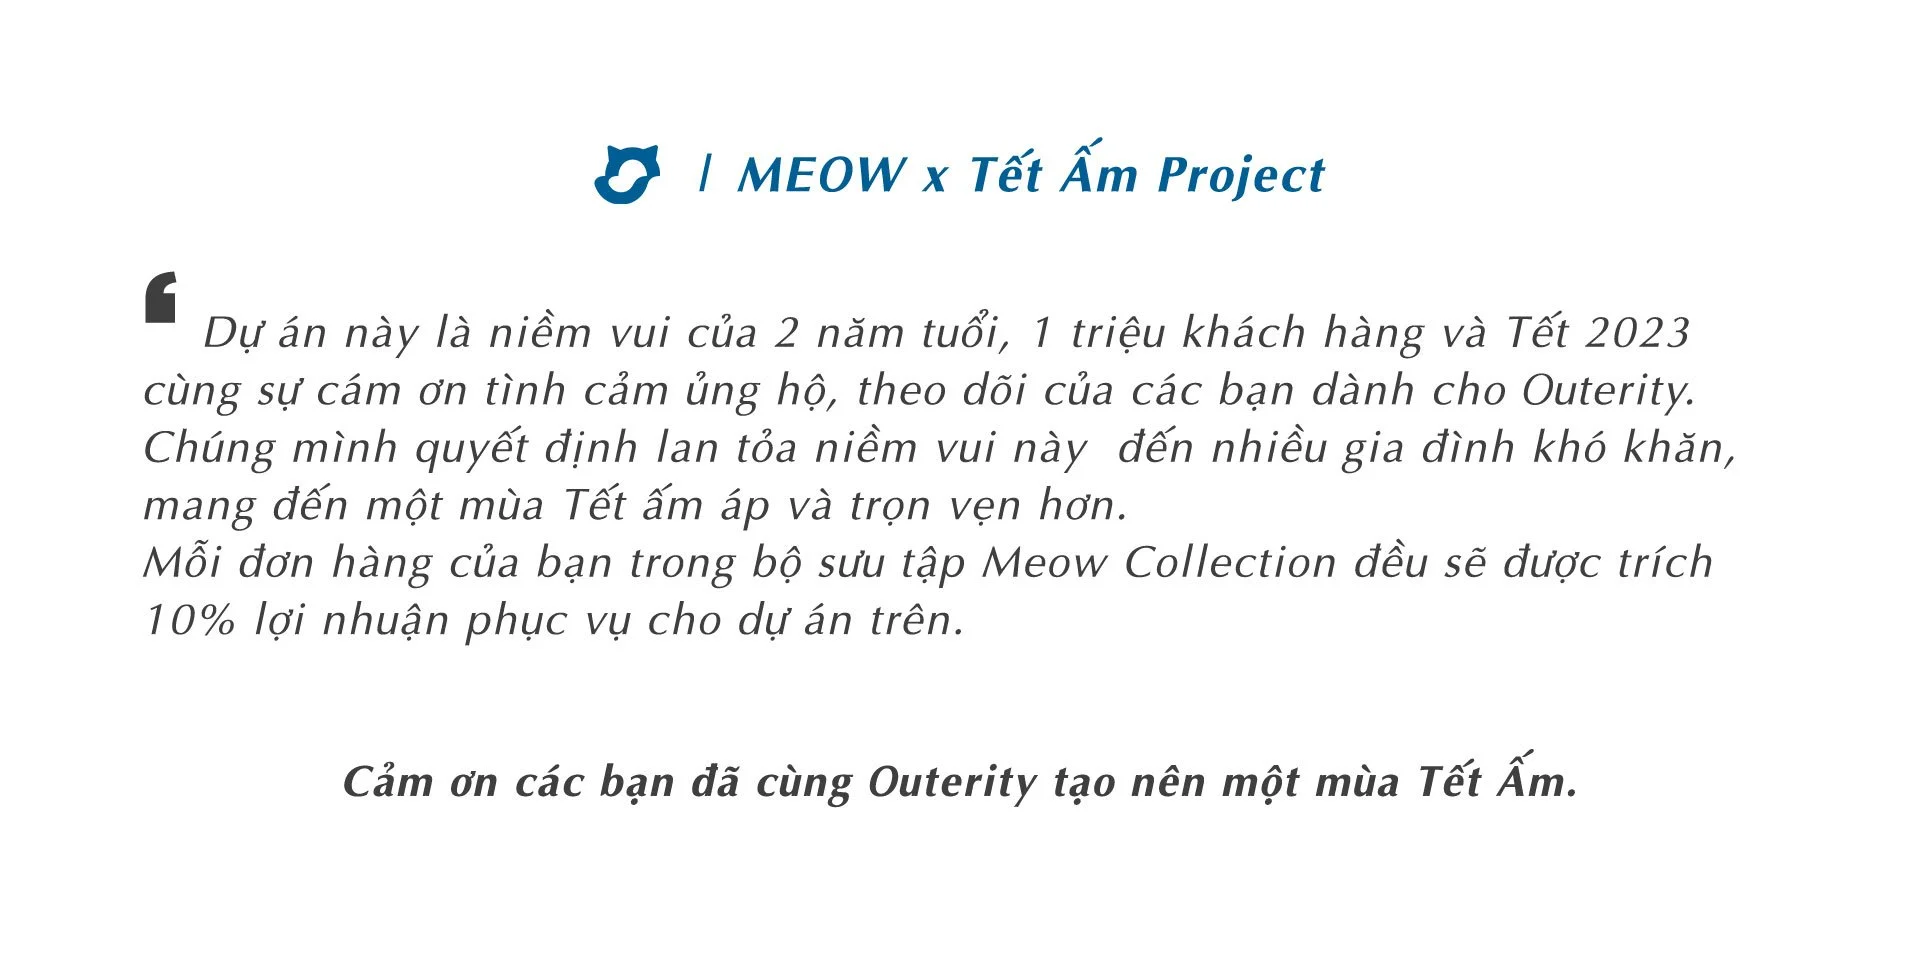 | MEOW x Tết Ấm Project
‘ Dự án này là niềm vui của 2 năm tuổi, 1 triệu khách hàng và Tết 2023
cùng sự cám ơn tình cảm ủng hộ, theo dõi của các bạn dành cho Outerity.
Chúng mình quyết định lan tỏa niềm vui này  đến nhiều gia đình khó khăn,
mang đến một mùa Tết ấm áp và trọn vẹn hơn.
Mỗi đơn hàng của bạn trong bộ sưu tập Meow Collection đều sẽ được trích
10% lợi nhuận phục vụ cho dự án trên.
Cảm ơn các bạn đã cùng Outerity tạo nên một mùa Tết Ấm.